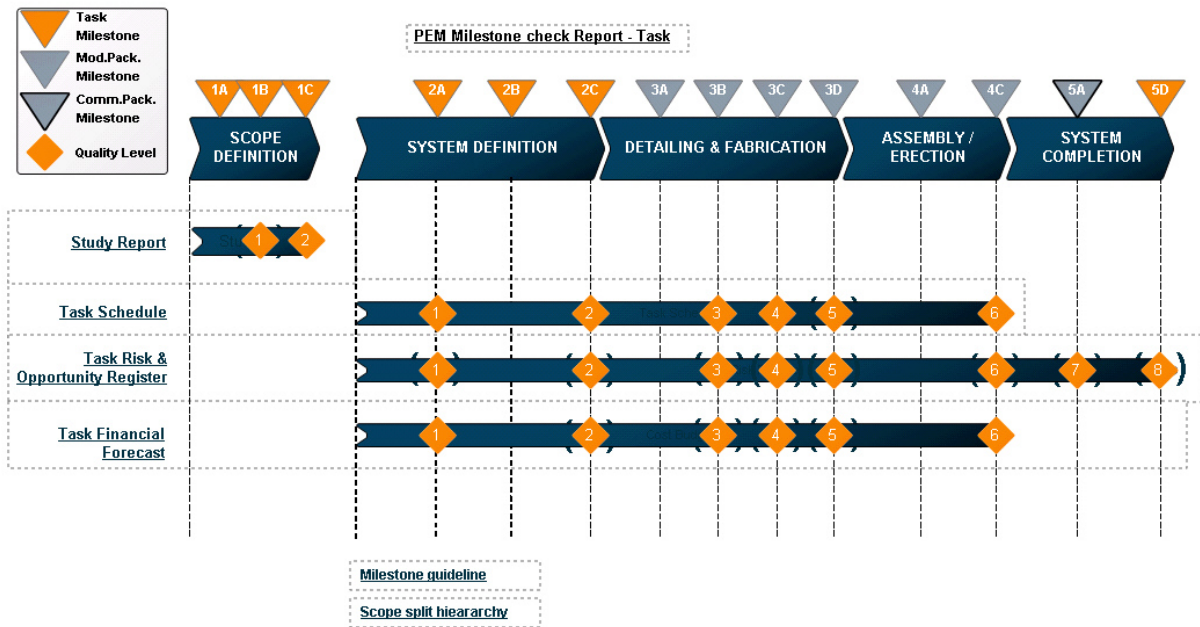 Task
Milestone
Mod.Pack.
Milestone
Comm.Pack.
Milestone
Quality Level
PEM Milestone check Report - Task
1A 1B 1C 2A 2B 2C 3A 3B 3C 3D 4A 4C 5A 5D
SCOPE
DEFINITION
SYSTEM DEFINITION
DETAILING & FABRICATION
ASSEMBLY /
ERECTION
SYSTEM
COMPLETION
Study Report
( 1 ) 2
Task Schedule
1 2 3 4 (5) 6
Task Risk &
Opportunity Register
(1) (2) (3) (4) (5) (6) (7) (8)
Task Financial
Forecast
1 (2) (3) (4) (5) 6
Milestone guideline
Scope split hieararchy